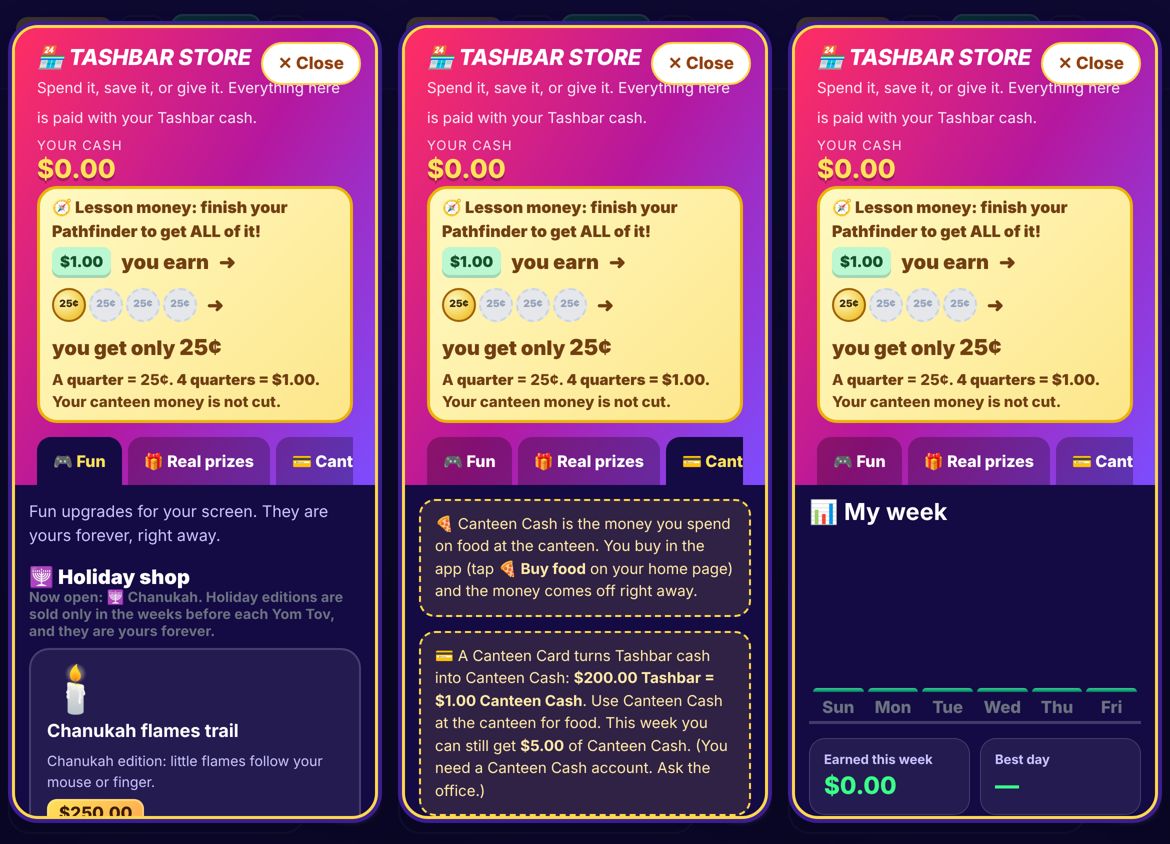 TASHBAR STORE
✕ Close
Spend it, save it, or give it. Everything here
is paid with your Tashbar cash.
YOUR CASH
$0.00
Lesson money: finish your
Pathfinder to get ALL of it!
$1.00 you earn →
25¢ 25¢ 25¢ 25¢ →
you get only 25¢
A quarter = 25¢. 4 quarters = $1.00.
Your canteen money is not cut.
Fun
Real prizes
Cant
Fun upgrades for your screen. They are
yours forever, right away.
Holiday shop
Now open: Chanukah. Holiday editions are
sold only in the weeks before each Yom Tov,
and they are yours forever.
Chanukah flames trail
Chanukah edition: little flames follow your
mouse or finger.
$250.00
TASHBAR STORE
✕ Close
Spend it, save it, or give it. Everything here
is paid with your Tashbar cash.
YOUR CASH
$0.00
Lesson money: finish your
Pathfinder to get ALL of it!
$1.00 you earn →
25¢ 25¢ 25¢ 25¢ →
you get only 25¢
A quarter = 25¢. 4 quarters = $1.00.
Your canteen money is not cut.
Fun
Real prizes
Cant
Canteen Cash is the money you spend
on food at the canteen. You buy in the
app (tap Buy food on your home page)
and the money comes off right away.
A Canteen Card turns Tashbar cash
into Canteen Cash: $200.00 Tashbar =
$1.00 Canteen Cash. Use Canteen Cash
at the canteen for food. This week you
can still get $5.00 of Canteen Cash. (You
need a Canteen Cash account. Ask the
office.)
TASHBAR STORE
✕ Close
Spend it, save it, or give it. Everything here
is paid with your Tashbar cash.
YOUR CASH
$0.00
Lesson money: finish your
Pathfinder to get ALL of it!
$1.00 you earn →
25¢ 25¢ 25¢ 25¢ →
you get only 25¢
A quarter = 25¢. 4 quarters = $1.00.
Your canteen money is not cut.
Fun
Real prizes
Cant
My week
Sun Mon Tue Wed Thu Fri
Earned this week
$0.00
Best day
—